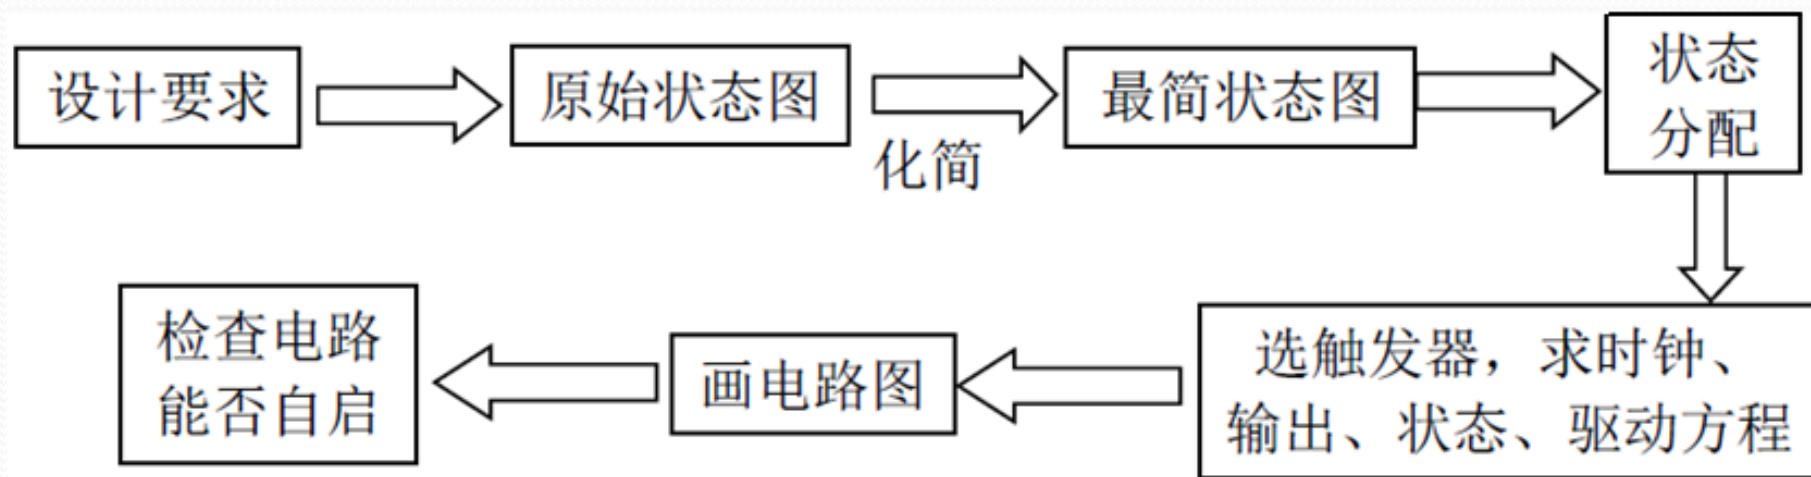 设计要求
原始状态图
化简
最简状态图
状态
分配
选触发器，求时钟、
输出、状态、驱动方程
画电路图
检查电路
能否自启